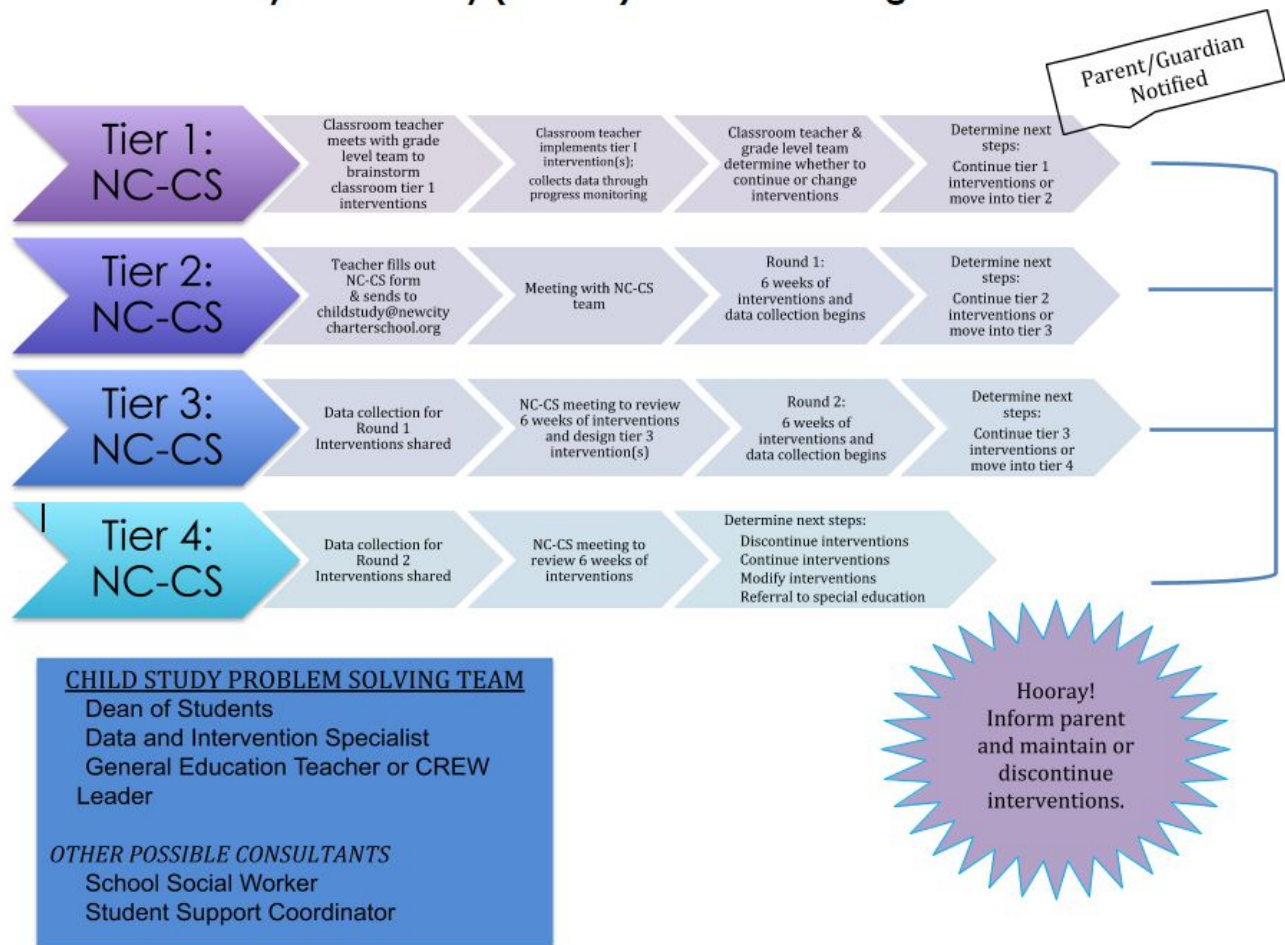 Parent/Guardian
Notified
Tier 1:
NC-CS
Classroom teacher
meets with grade
level team to
brainstorm
classroom tier 1
interventions
Classroom teacher
implements tier I
intervention(s);
collects data through
progress monitoring
Classroom teacher &
grade level team
determine whether to
continue or change
interventions
Determine next
steps:
Continue tier 1
interventions or
move into tier 2
Tier 2:
NC-CS
Teacher fills out
NC-CS form
& sends to
childstudy@newcity
charterschool.org
Meeting with NC-CS
team
Round 1:
6 weeks of
interventions and
data collection begins
Determine next
steps:
Continue tier 2
interventions or
move into tier 3
Tier 3:
NC-CS
Data collection for
Round 1
Interventions shared
NC-CS meeting to review
6 weeks of interventions
and design tier 3
intervention(s)
Round 2:
6 weeks of
interventions and
data collection begins
Determine next
steps:
Continue tier 3
interventions or
move into tier 4
Tier 4:
NC-CS
Data collection for
Round 2
Interventions shared
NC-CS meeting to
review 6 weeks of
interventions
Determine next steps:
Discontinue interventions
Continue interventions
Modify interventions
Referral to special education
CHILD STUDY PROBLEM SOLVING TEAM
Dean of Students
Data and Intervention Specialist
General Education Teacher or CREW
Leader
OTHER POSSIBLE CONSULTANTS
School Social Worker
Student Support Coordinator
Hooray!
Inform parent
and maintain or
discontinue
interventions.